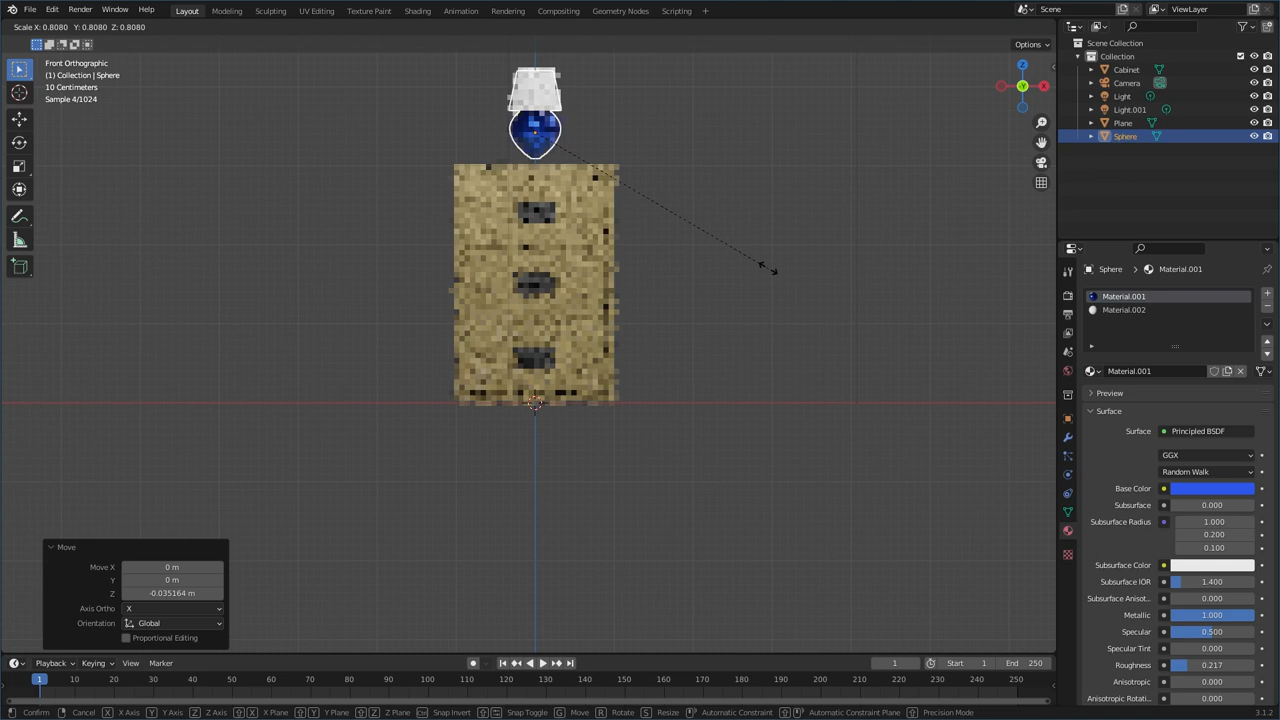 File Edit Render Window Help Layout Modeling Sculpting UV Editing Texture Paint Shading Animation Rendering Compositing Geometry Nodes Scripting + Scene ViewLayer
Scale X: 0.8080 Y: 0.8080 Z: 0.8080
Options
Front Orthographic
(1) Collection | Sphere
10 Centimeters
Sample 4/1024
Z
Y
X
Scene Collection
Collection
Cabinet
Camera
Light
Light.001
Plane
Sphere
Sphere Material.001
Material.001
Material.002
Material.001
Preview
Surface
Surface Principled BSDF
GGX
Random Walk
Base Color
Subsurface 0.000
Subsurface Radius 1.000
0.200
0.100
Subsurface Color
Subsurface IOR 1.400
Subsurface Anisot... 0.000
Metallic 1.000
Specular 0.500
Specular Tint 0.000
Roughness 0.217
Anisotropic 0.000
Anisotropic Rotati... 0.000
Move
Move X 0 m
Y 0 m
Z -0.035164 m
Axis Ortho X
Orientation Global
Proportional Editing
Playback Keying View Marker 1 Start 1 End 250
1 10 20 30 40 50 60 70 80 90 100 110 120 130 140 150 160 170 180 190 200 210 220 230 240 250
Confirm Cancel X X Axis Y Y Axis Z Z Axis X X Plane Y Y Plane Z Z Plane Snap Invert Snap Toggle G Move R Rotate S Resize Automatic Constraint Automatic Constraint Plane Precision Mode 3.1.2